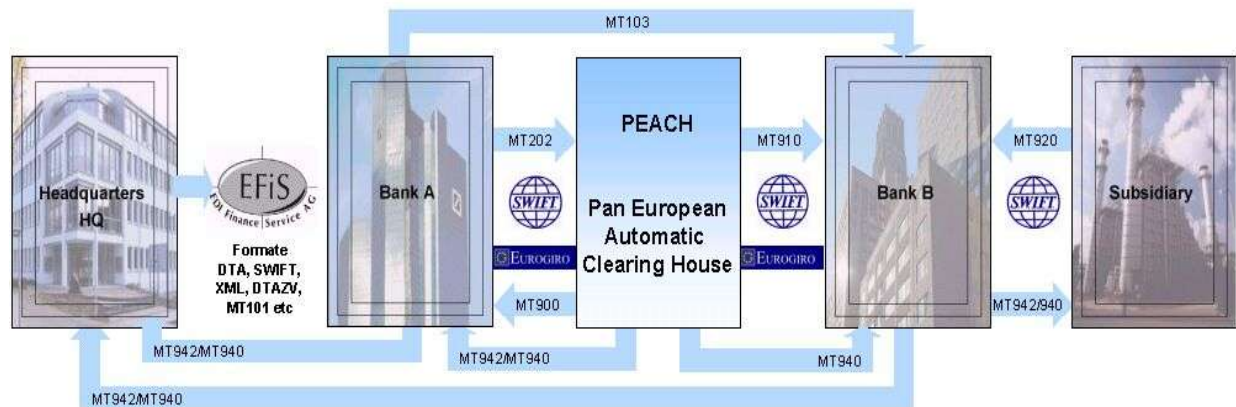 MT103
Headquarters
HQ
EFiS
EDI Finance Service AG
Formate
DTA, SWIFT,
XML, DTAZV,
MT101 etc
Bank A
MT202
SWIFT
EUROGIRO
MT900
PEACH
Pan European
Automatic
Clearing House
MT910
SWIFT
EUROGIRO
Bank B
MT920
SWIFT
MT942/940
Subsidiary
MT942/MT940
MT942/MT940
MT940
MT942/MT940